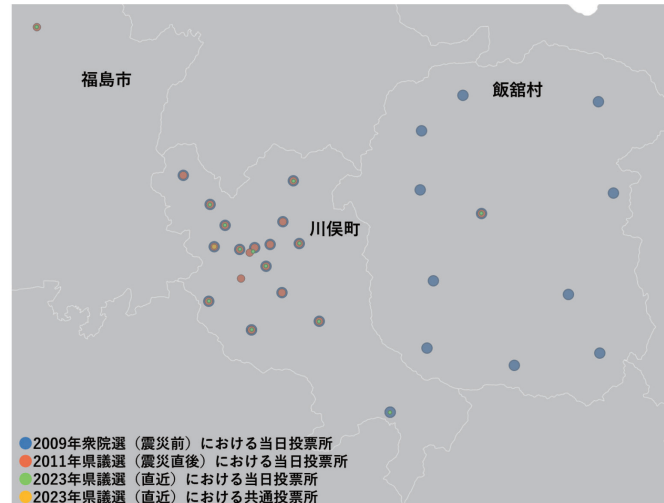 福島市
飯舘村
川俣町
2009年衆院選（震災前）における当日投票所
2011年県議選（震災直後）における当日投票所
2023年県議選（直近）における当日投票所
2023年県議選（直近）における共通投票所